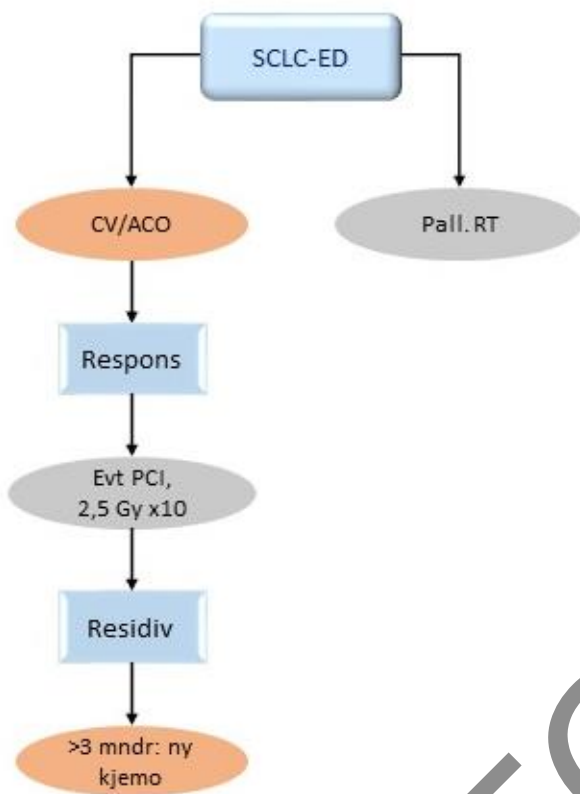 SCLC-ED
CV/ACO
Pall. RT
Respons
Evt PCI,
2,5 Gy x10
Residiv
>3 mndr: ny
kjemo